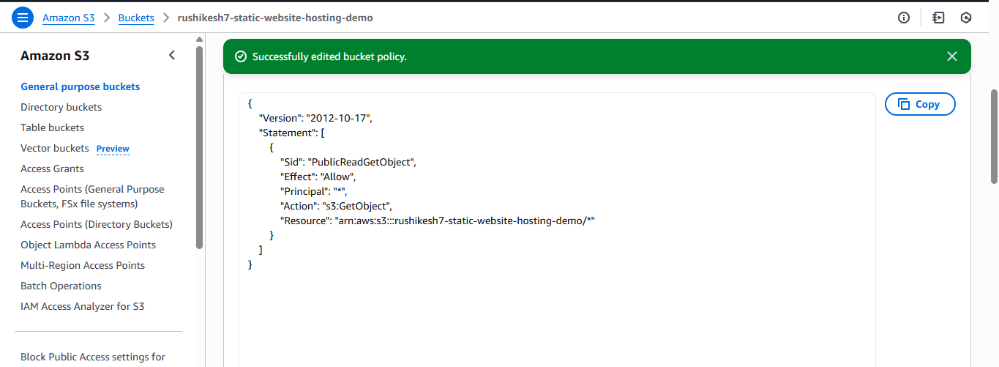 Amazon S3 > Buckets > rushikesh7-static-website-hosting-demo
Amazon S3
General purpose buckets
Directory buckets
Table buckets
Vector buckets Preview
Access Grants
Access Points (General Purpose
Buckets, FSx file systems)
Access Points (Directory Buckets)
Object Lambda Access Points
Multi-Region Access Points
Batch Operations
IAM Access Analyzer for S3
Block Public Access settings for
Successfully edited bucket policy.
{
"Version": "2012-10-17",
"Statement": [
{
"Sid": "PublicReadGetObject",
"Effect": "Allow",
"Principal": "*",
"Action": "s3:GetObject",
"Resource": "arn:aws:s3:::rushikesh7-static-website-hosting-demo/*"
}
]
}
Copy